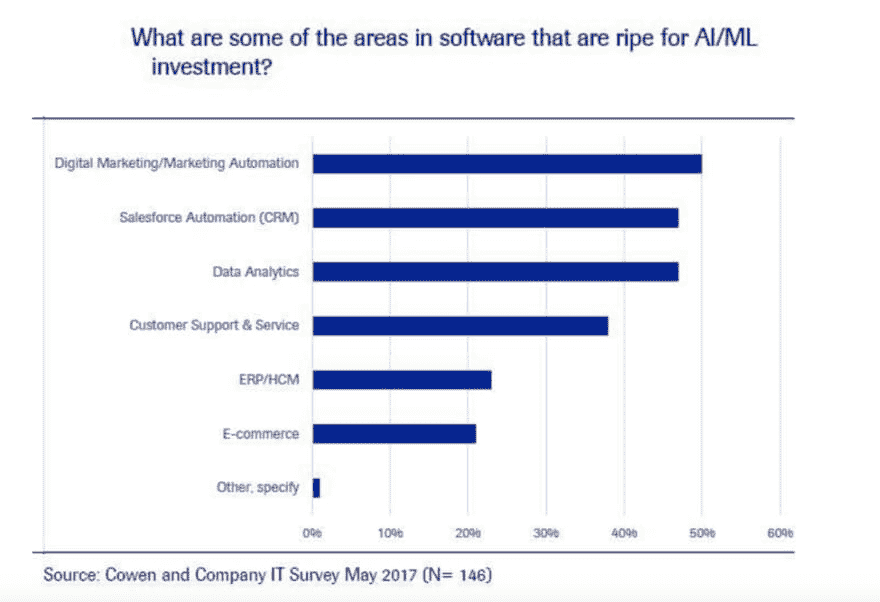 What are some of the areas in software that are ripe for AI/ML
investment?
Digital Marketing/Marketing Automation
Salesforce Automation (CRM)
Data Analytics
Customer Support & Service
ERP/HCM
E-commerce
Other, specify
0% 10% 20% 30% 40% 50% 60%
Source: Cowen and Company IT Survey May 2017 (N= 146)